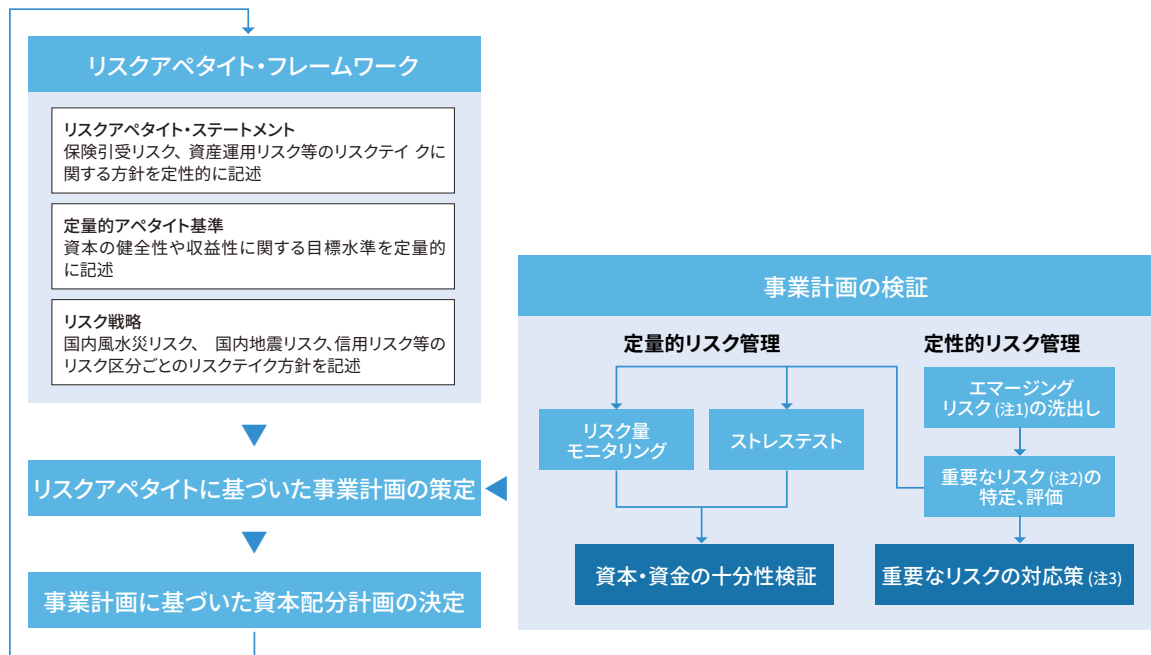 リスクアペタイト・フレームワーク
リスクアペタイト・ステートメント
保険引受リスク、資産運用リスク等のリスクテイ クに
関する方針を定性的に記述
定量的アペタイト基準
資本の健全性や収益性に関する目標水準を定量的
に記述
リスク戦略
国内風水災リスク、 国内地震リスク、信用リスク等の
リスク区分ごとのリスクテイク方針を記述
リスクアペタイトに基づいた事業計画の策定
事業計画に基づいた資本配分計画の決定
事業計画の検証
定量的リスク管理
リスク量
モニタリング
ストレステスト
資本・資金の十分性検証
定性的リスク管理
エマージング
リスク(注1)の洗出し
重要なリスク(注2)の
特定、評価
重要なリスクの対応策(注3)